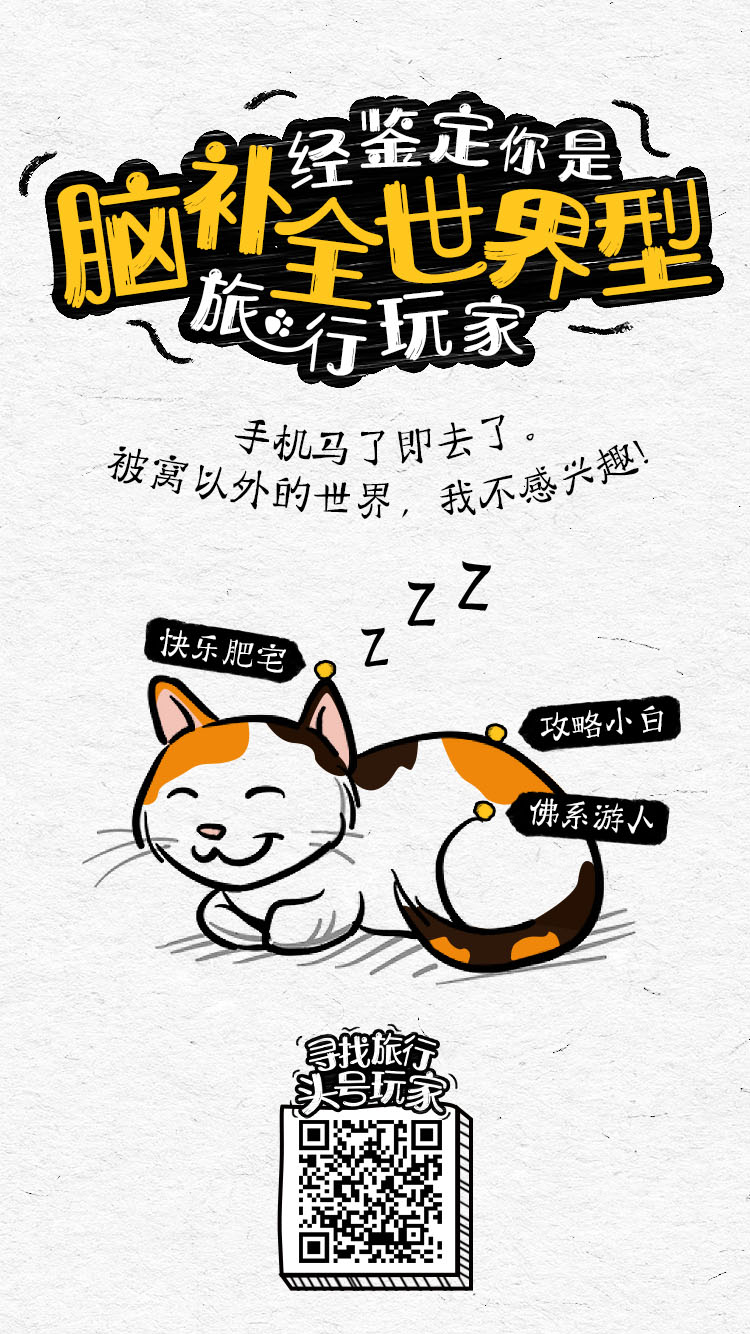 经鉴定你是
脑补全世界型
旅行玩家
手机马了即去了。
被窝以外的世界，我不感兴趣!
z Z Z
快乐肥宅
攻略小白
佛系游人
寻找旅行
头号玩家